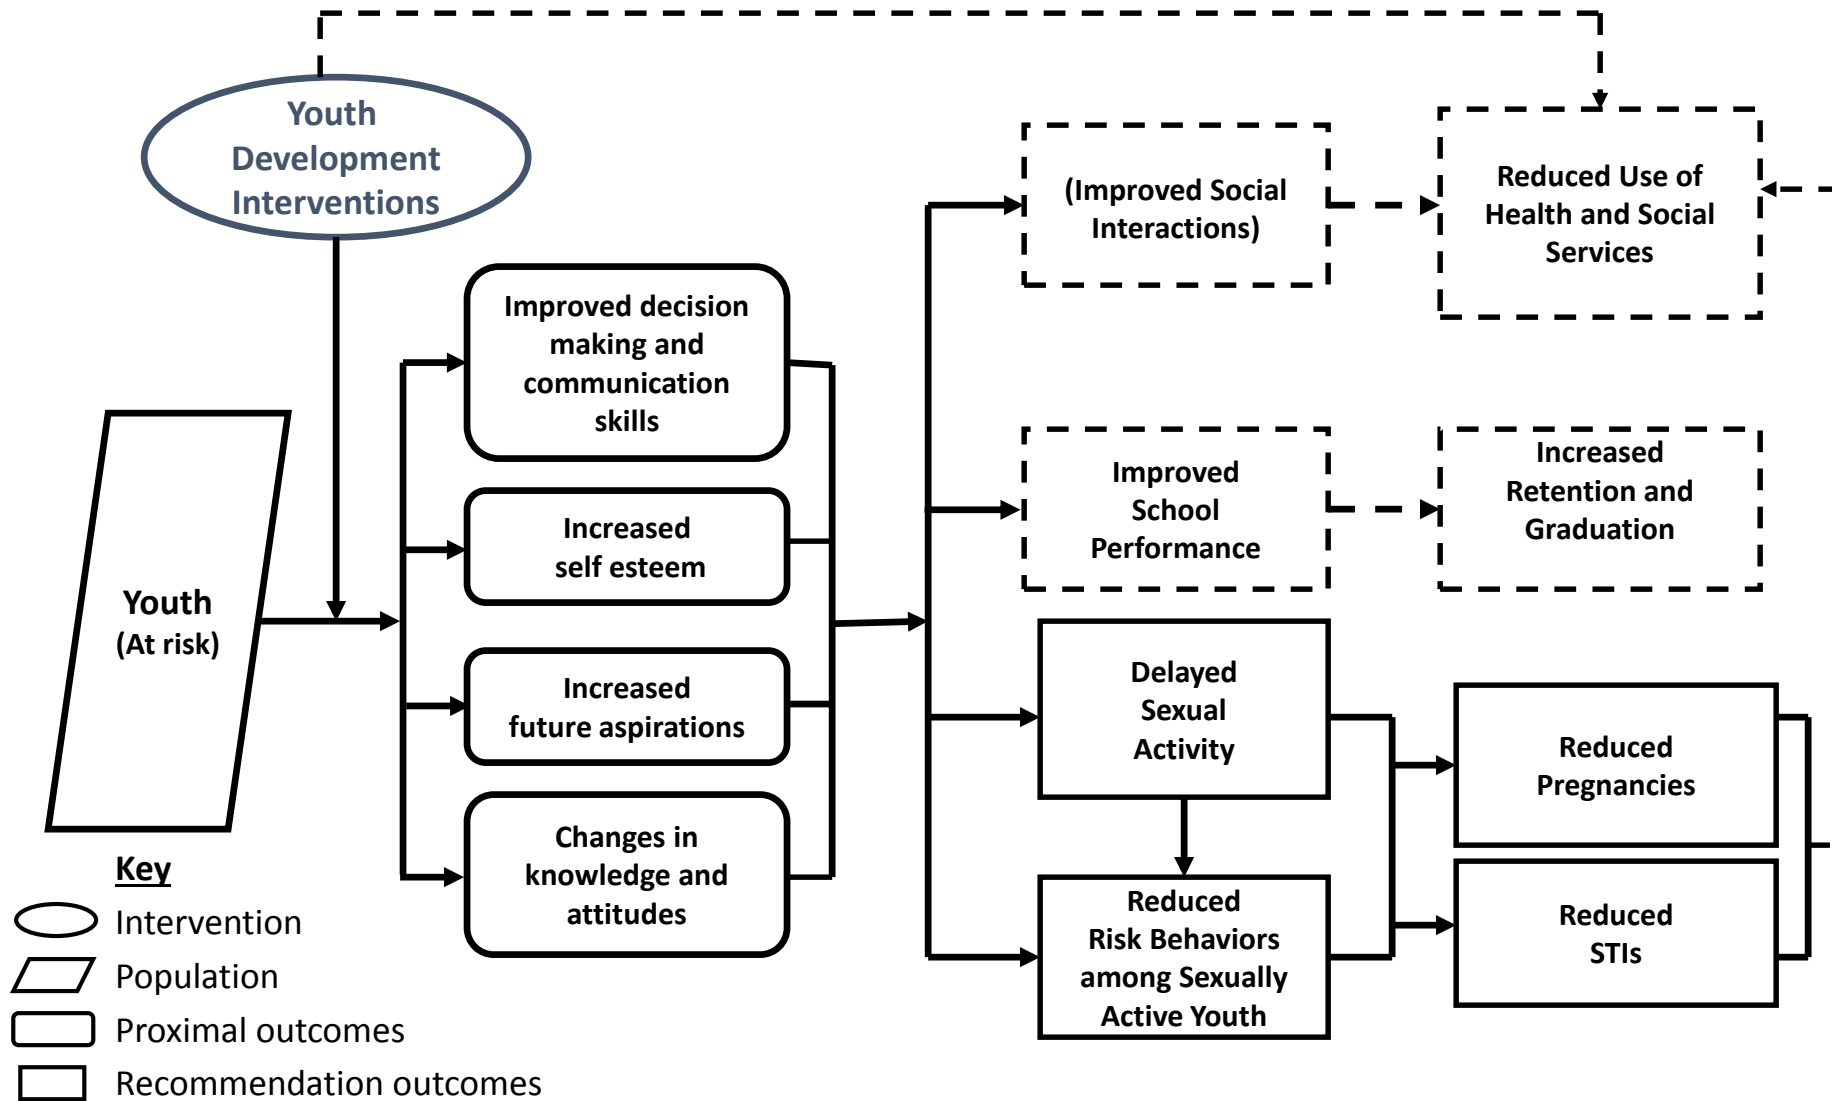 Youth
Development
Interventions
(Improved Social
Interactions)
Reduced Use of
Health and Social
Services
Improved decision
making and
communication
skills
Increased
self esteem
Increased
future aspirations
Changes in
knowledge and
attitudes
Youth
(At risk)
Improved
School
Performance
Increased
Retention and
Graduation
Delayed
Sexual
Activity
Reduced
Risk Behaviors
among Sexually
Active Youth
Reduced
Pregnancies
Reduced
STIs
Key
Intervention
Population
Proximal outcomes
Recommendation outcomes